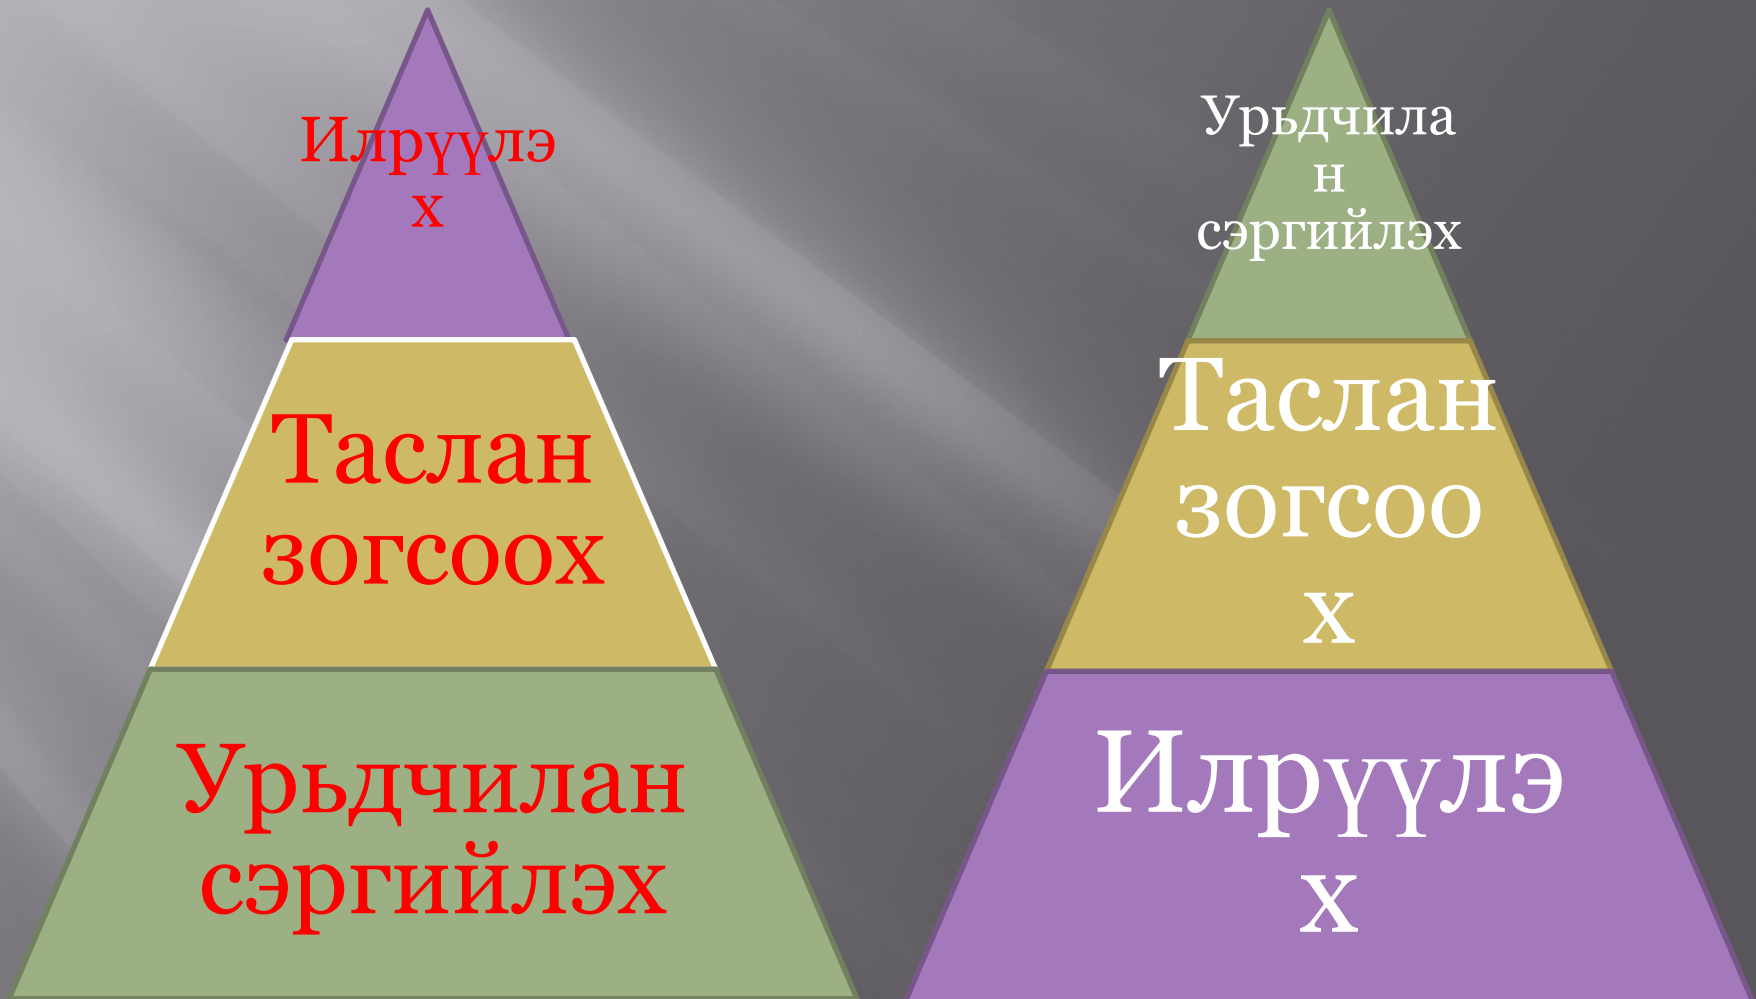 Илрүүлэ
х
Таслан
зогсоох
Урьдчилан
сэргийлэх
Урьдчила
н
сэргийлэх
Таслан
зогсоо
х
Илрүүлэ
х